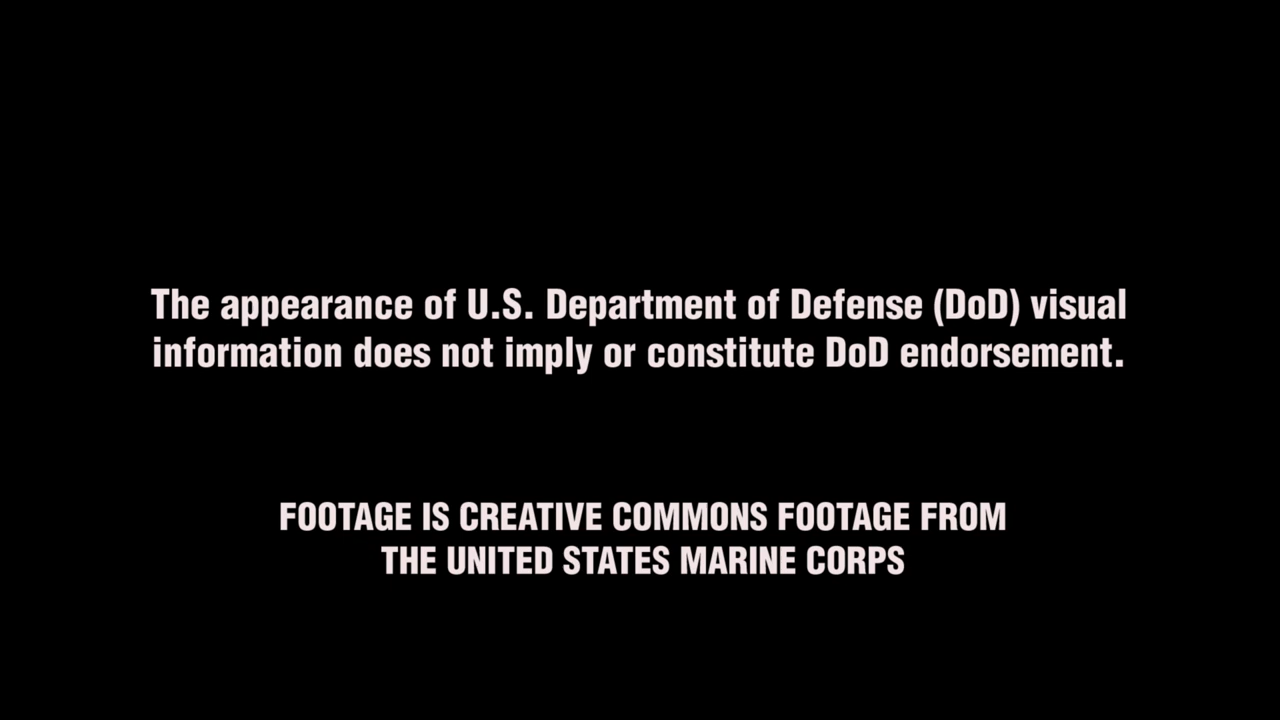 The appearance of U.S. Department of Defense (DoD) visual
information does not imply or constitute DoD endorsement.
FOOTAGE IS CREATIVE COMMONS FOOTAGE FROM
THE UNITED STATES MARINE CORPS